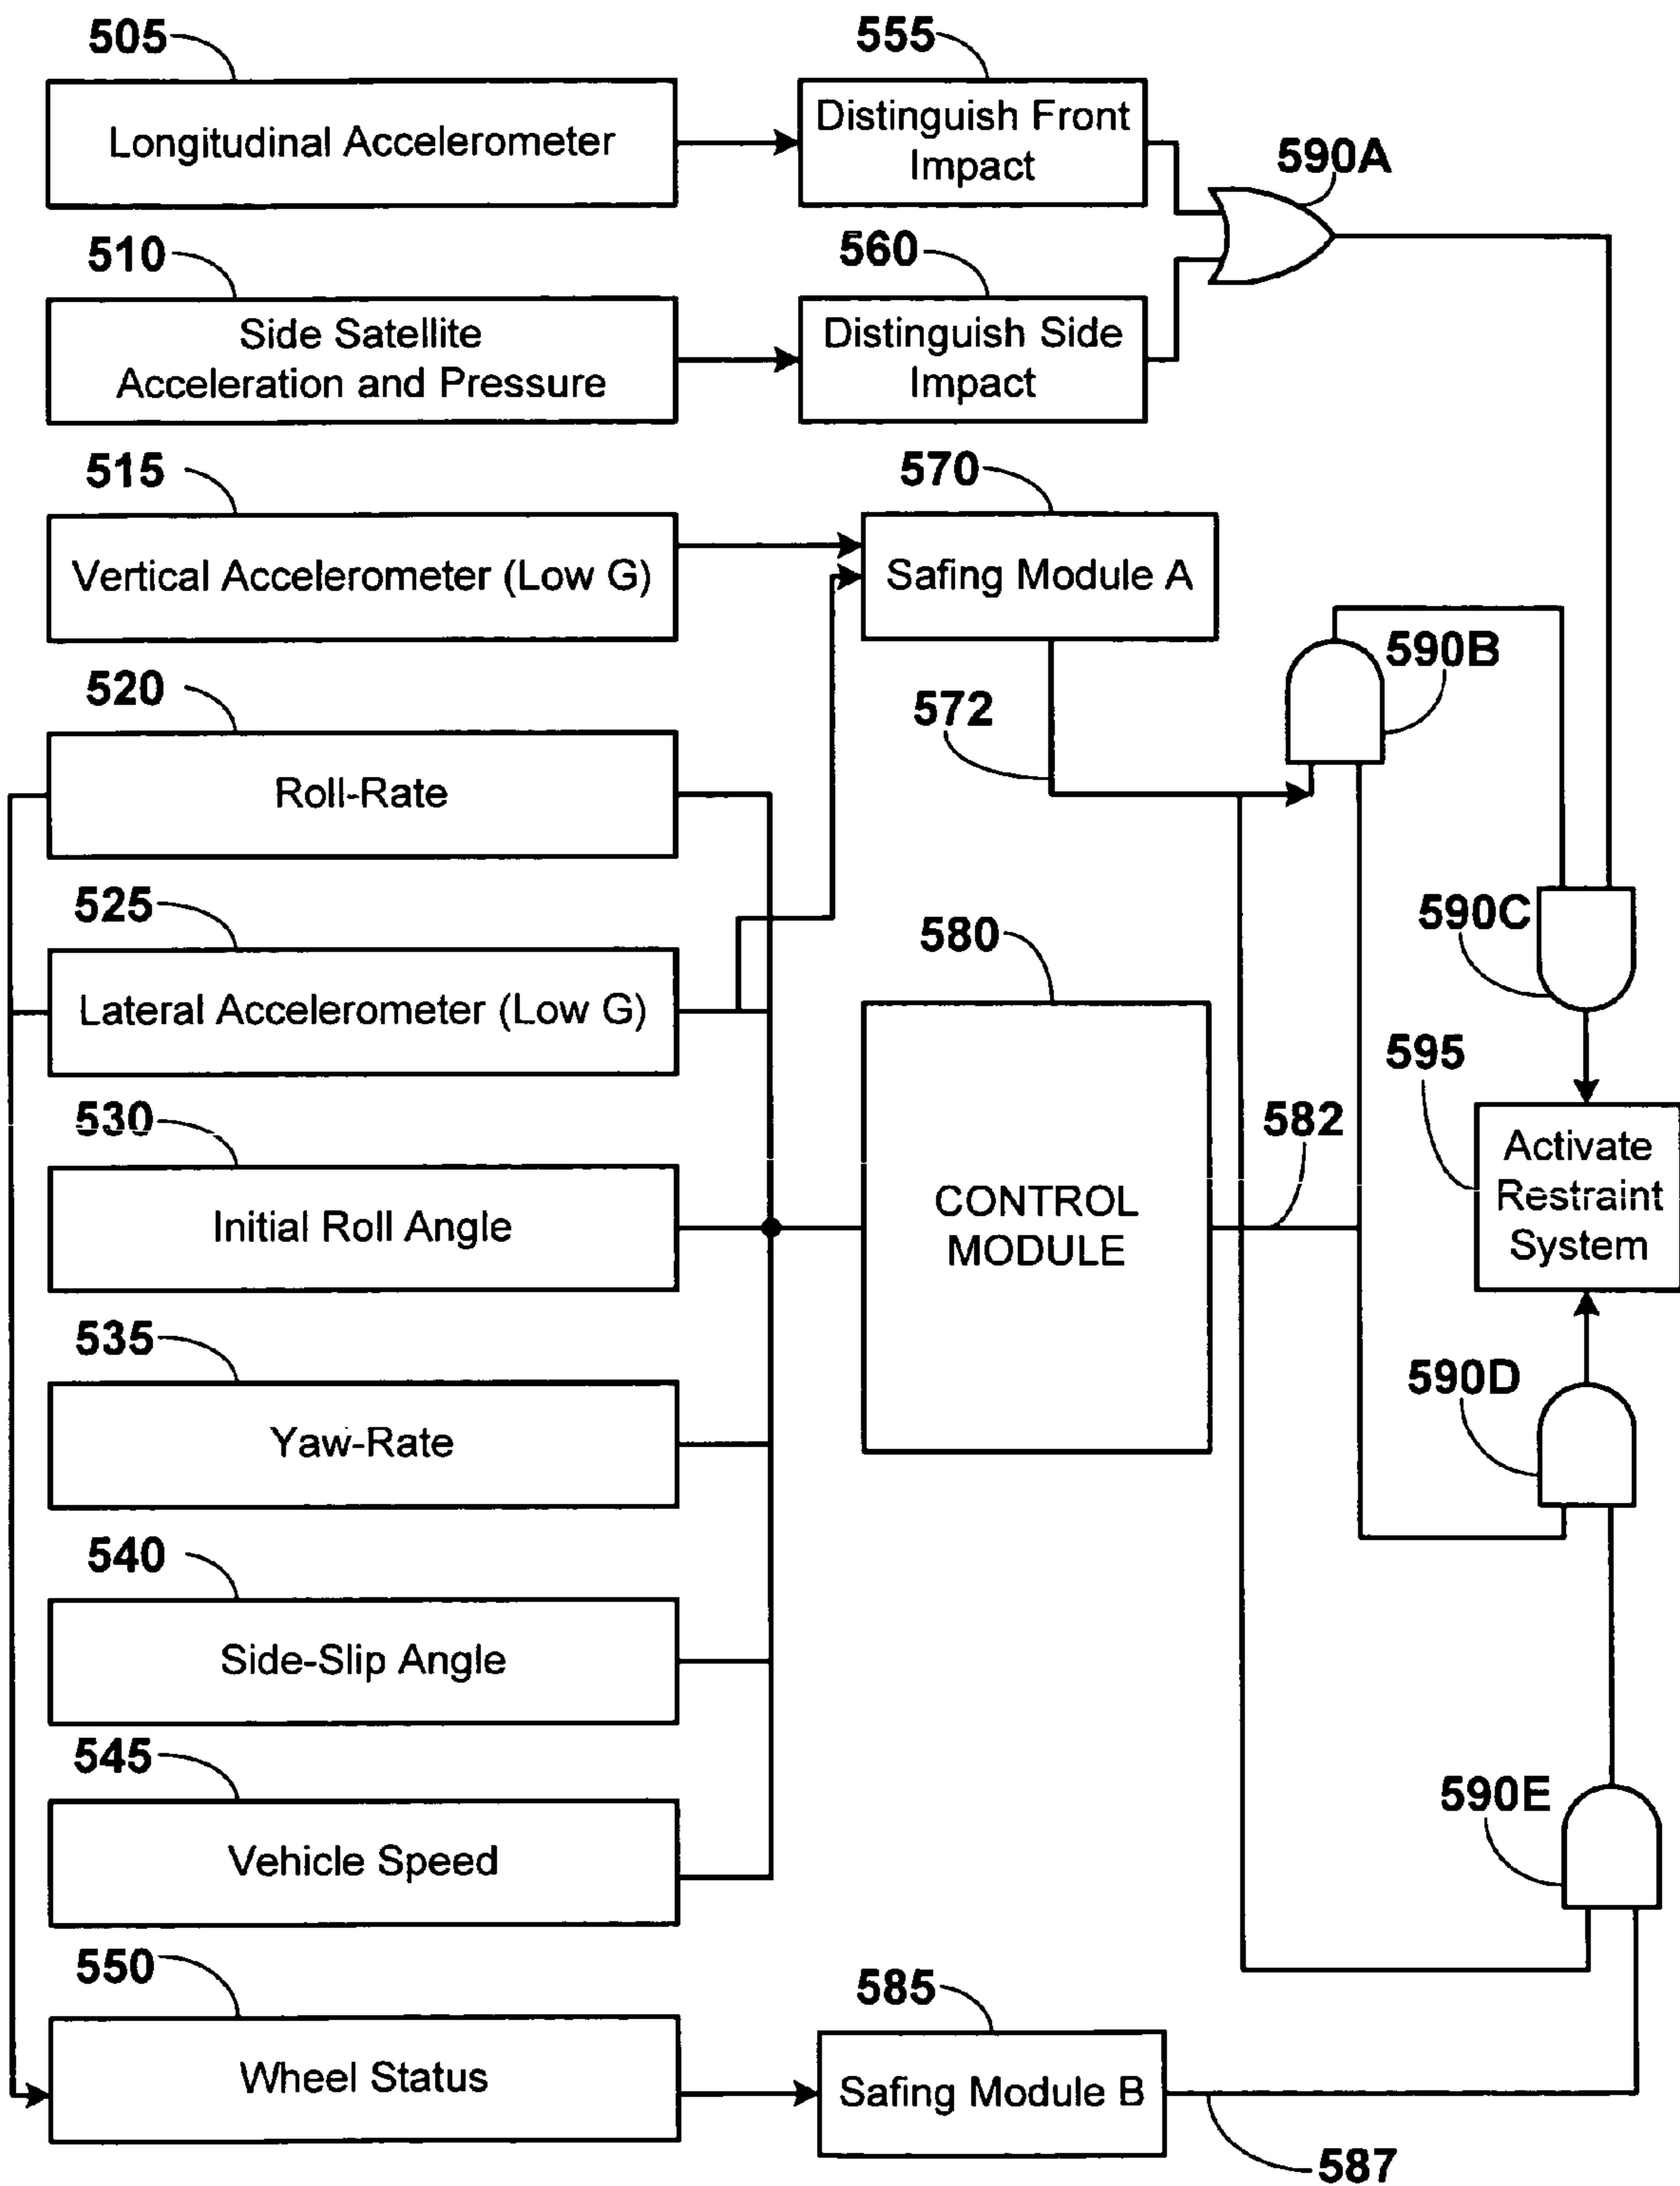 505
555
Longitudinal Accelerometer
Distinguish Front
Impact
590A
510
560
Side Satellite
Acceleration and Pressure
Distinguish Side
Impact
515
570
Vertical Accelerometer (Low G)
Safing Module A
590B
520
572
Roll-Rate
525
590C
580
Lateral Accelerometer (Low G)
595
530
582
Activate
Restraint
System
Initial Roll Angle
CONTROL
MODULE
535
590D
Yaw-Rate
540
Side-Slip Angle
545
590E
Vehicle Speed
550
585
Wheel Status
Safing Module B
587